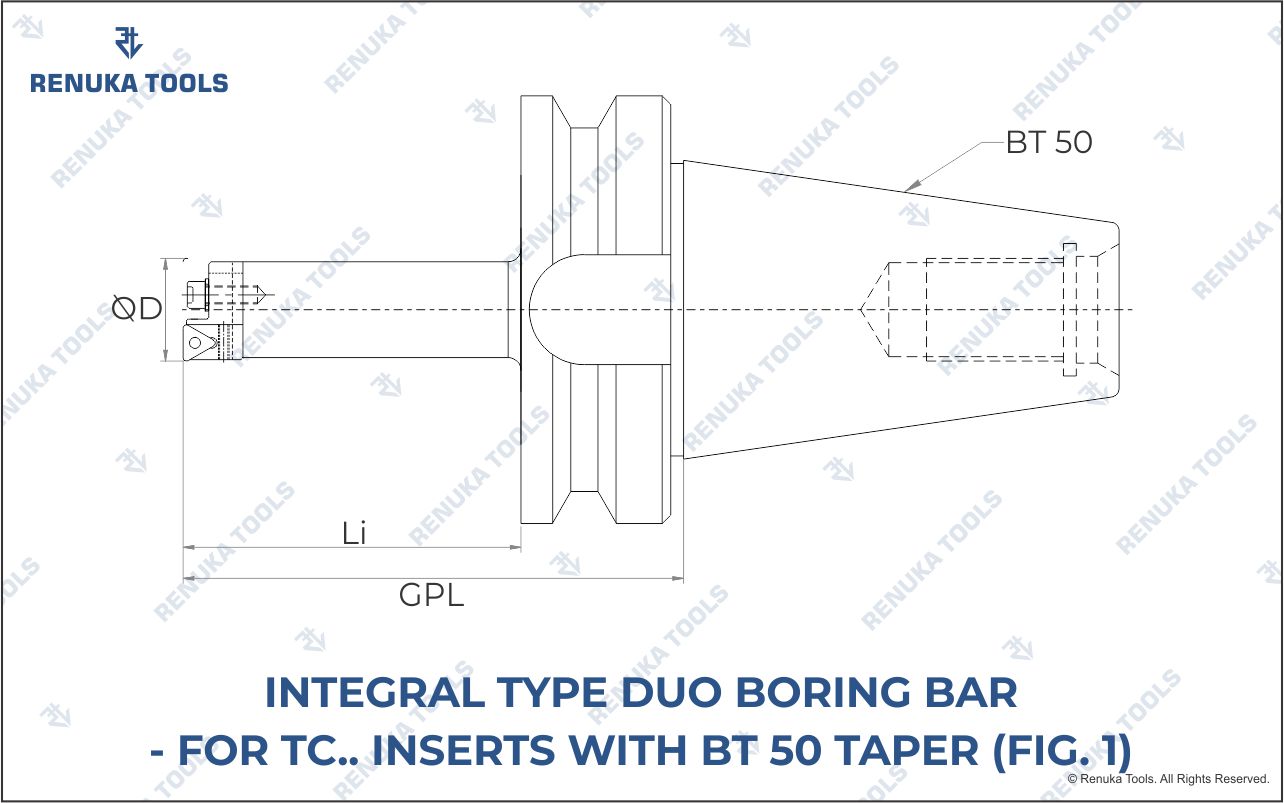 RENUKA TOOLS
BT 50
ØD
Li
GPL
INTEGRAL TYPE DUO BORING BAR
- FOR TC.. INSERTS WITH BT 50 TAPER (FIG. 1)
© Renuka Tools. All Rights Reserved.